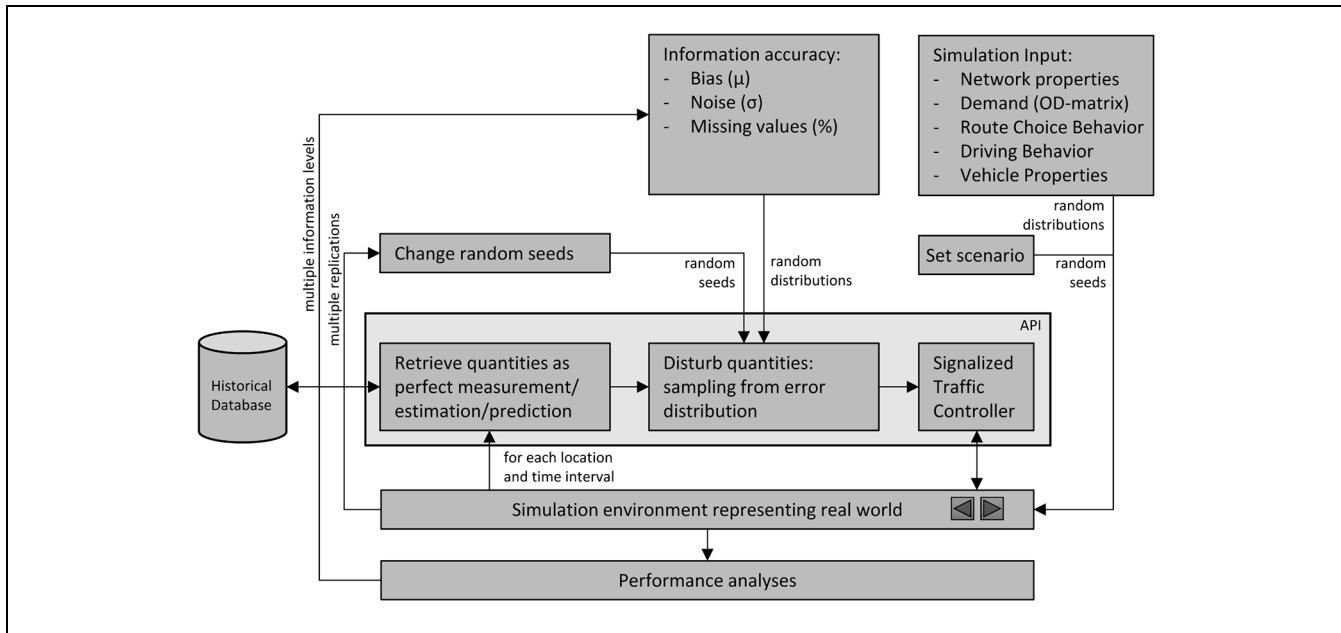 Information accuracy:
- Bias (μ)
- Noise (σ)
- Missing values (%)
Simulation Input:
- Network properties
- Demand (OD-matrix)
- Route Choice Behavior
- Driving Behavior
- Vehicle Properties
multiple information levels
multiple replications
Change random seeds
random
seeds
random
distributions
random
distributions
Set scenario
random
seeds
API
Historical
Database
Retrieve quantities as
perfect measurement/
estimation/prediction
Disturb quantities:
sampling from error
distribution
Signalized
Traffic
Controller
for each location
and time interval
Simulation environment representing real world
Performance analyses